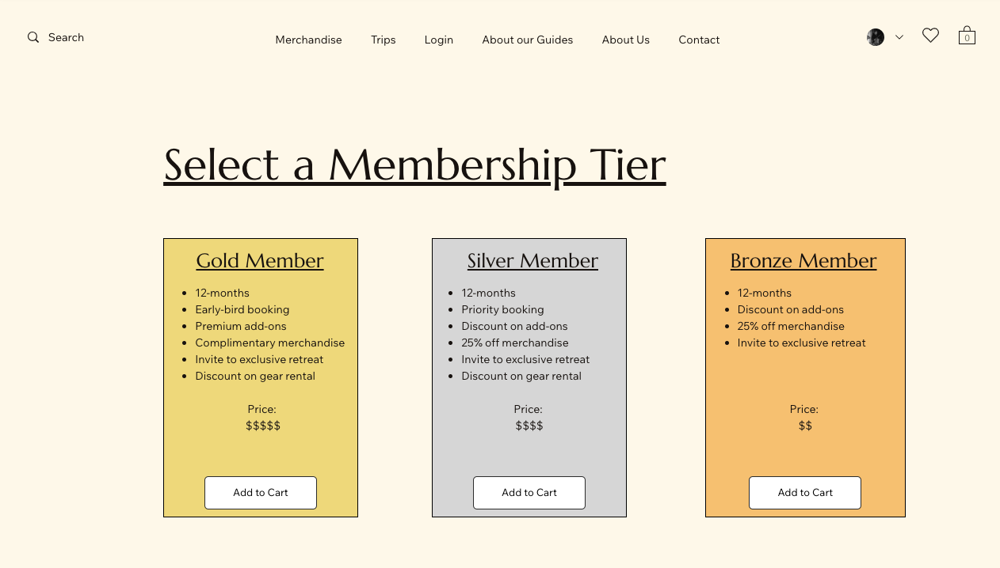 Search
Merchandise Trips Login About our Guides About Us Contact
0
Select a Membership Tier
Gold Member
12-months
Early-bird booking
Premium add-ons
Complimentary merchandise
Invite to exclusive retreat
Discount on gear rental
Price:
$$$$$
Add to Cart
Silver Member
12-months
Priority booking
Discount on add-ons
25% off merchandise
Invite to exclusive retreat
Discount on gear rental
Price:
$$$$
Add to Cart
Bronze Member
12-months
Discount on add-ons
25% off merchandise
Invite to exclusive retreat
Price:
$$
Add to Cart